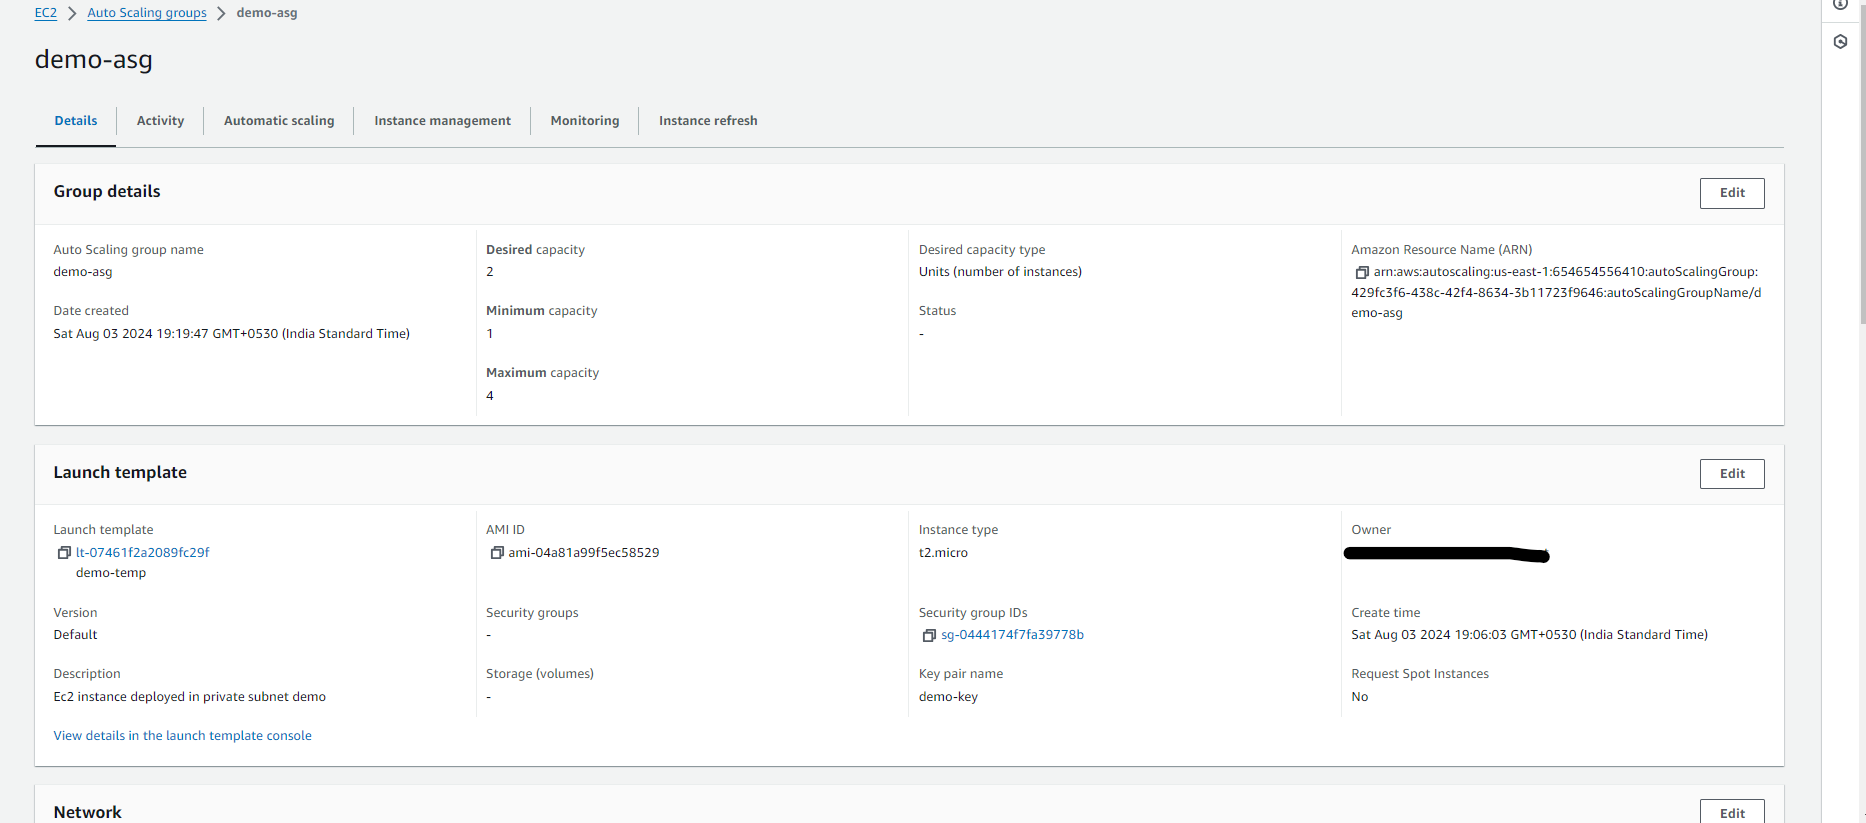 EC2 > Auto Scaling groups > demo-asg
demo-asg
Details
Activity
Automatic scaling
Instance management
Monitoring
Instance refresh
Group details
Edit
Auto Scaling group name
demo-asg
Date created
Sat Aug 03 2024 19:19:47 GMT+0530 (India Standard Time)
Desired capacity
2
Minimum capacity
1
Maximum capacity
4
Desired capacity type
Units (number of instances)
Status
-
Amazon Resource Name (ARN)
arn:aws:autoscaling:us-east-1:654654556410:autoScalingGroup:
429fc3f6-438c-42f4-8634-3b11723f9646:autoScalingGroupName/d
emo-asg
Launch template
Edit
Launch template
lt-07461f2a2089fc29f
demo-temp
AMI ID
ami-04a81a99f5ec58529
Instance type
t2.micro
Owner
Version
Default
Security groups
-
Security group IDs
sg-0444174f7fa39778b
Create time
Sat Aug 03 2024 19:06:03 GMT+0530 (India Standard Time)
Description
Ec2 instance deployed in private subnet demo
Storage (volumes)
-
Key pair name
demo-key
Request Spot Instances
No
View details in the launch template console
Network
Edit